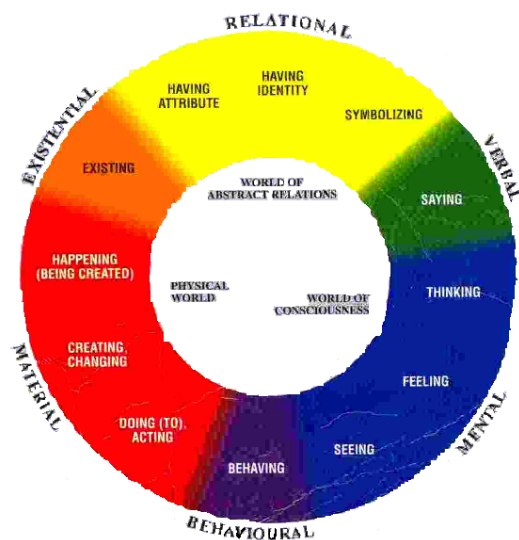 RELATIONAL
HAVING
ATTRIBUTE
HAVING
IDENTITY
SYMBOLIZING
EXISTENTIAL
EXISTING
VERBAL
SAYING
WORLD OF
ABSTRACT RELATIONS
HAPPENING
(BEING CREATED)
PHYSICAL
WORLD
WORLD OF
CONSCIOUSNESS
THINKING
CREATING,
CHANGING
FEELING
MATERIAL
DOING (TO),
ACTING
BEHAVING
SEEING
MENTAL
BEHAVIOURAL